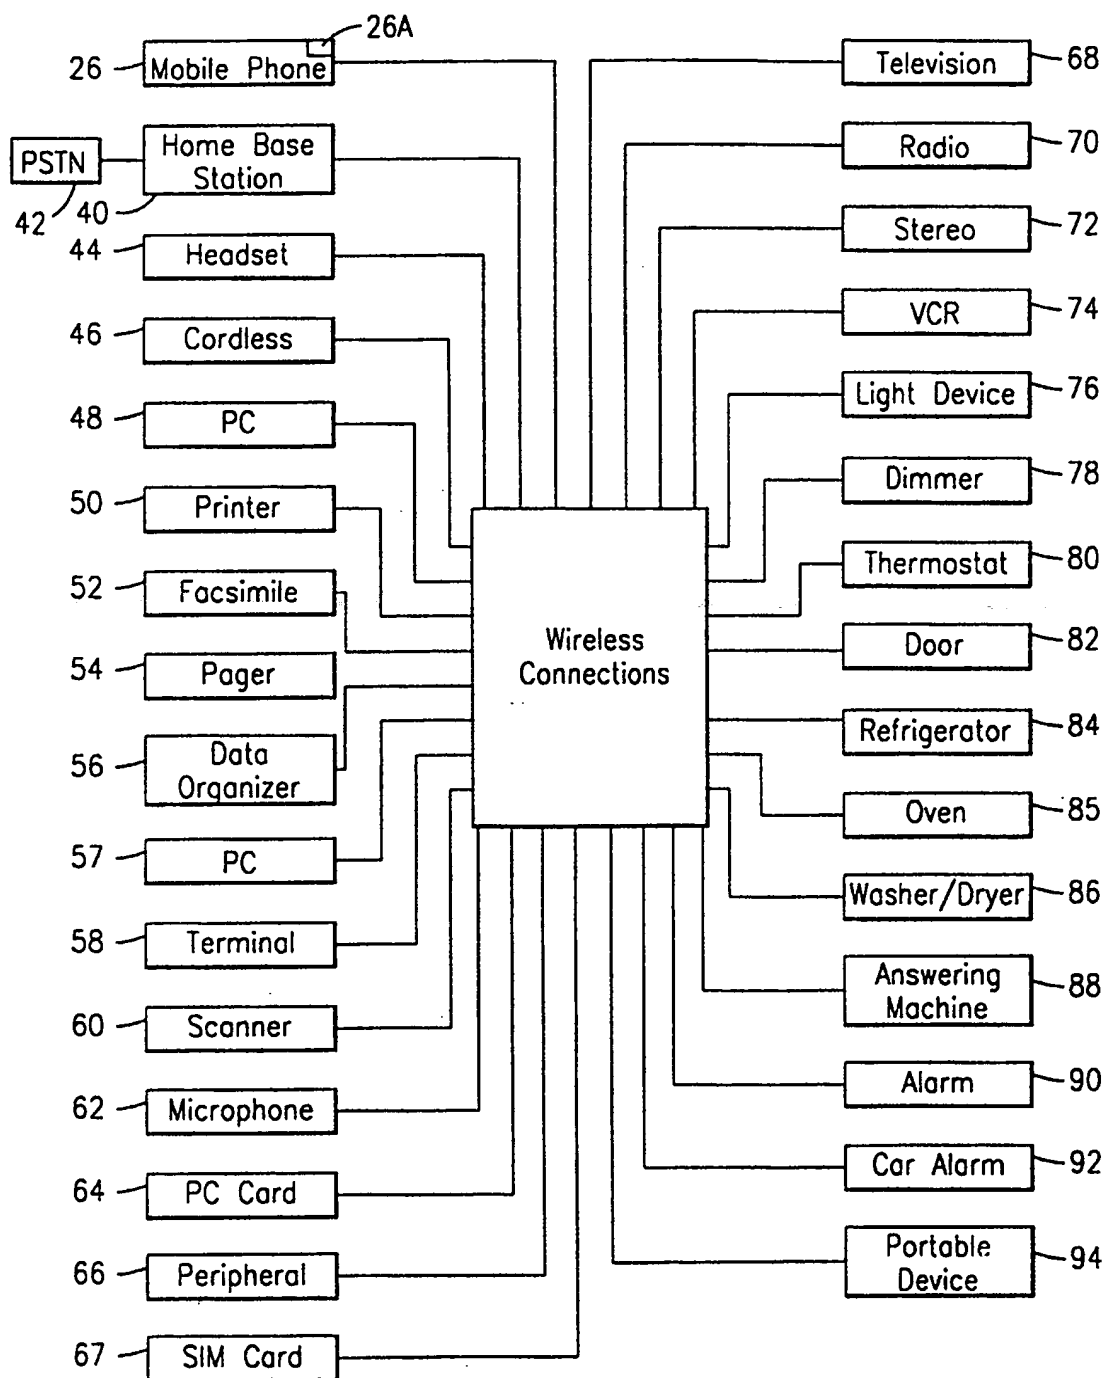 26A
26
Mobile Phone
PSTN
42
Home Base
Station
40
44
Headset
46
Cordless
48
PC
50
Printer
52
Facsimile
54
Pager
56
Data
Organizer
57
PC
58
Terminal
60
Scanner
62
Microphone
64
PC Card
66
Peripheral
67
SIM Card
Wireless
Connections
Television
68
Radio
70
Stereo
72
VCR
74
Light Device
76
Dimmer
78
Thermostat
80
Door
82
Refrigerator
84
Oven
85
Washer/Dryer
86
Answering
Machine
88
Alarm
90
Car Alarm
92
Portable
Device
94